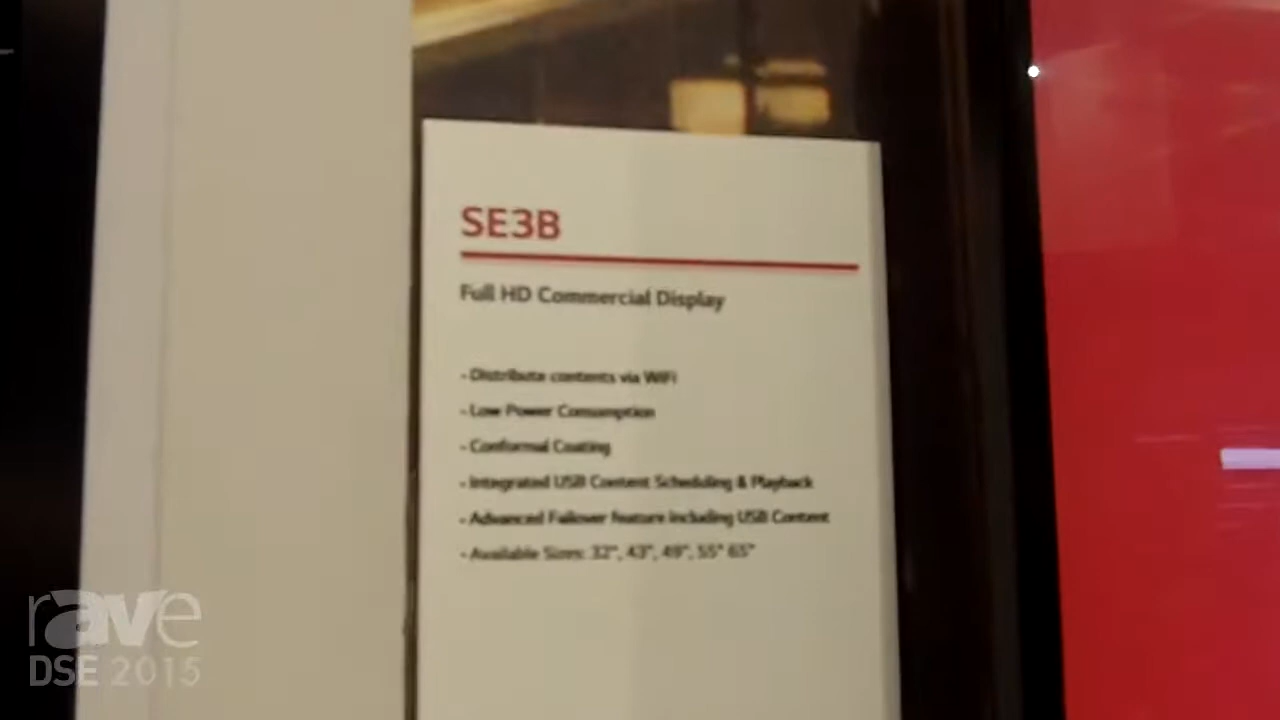 SE3B
Full HD Commercial Display
- Distribute contents via WiFi
- Low Power Consumption
- Conformal Coating
- Integrated USB Content Scheduling & Playback
- Advanced Failover feature including USB Content
- Available Sizes: 32", 43", 49", 55" 65"
rave
DSE 2015